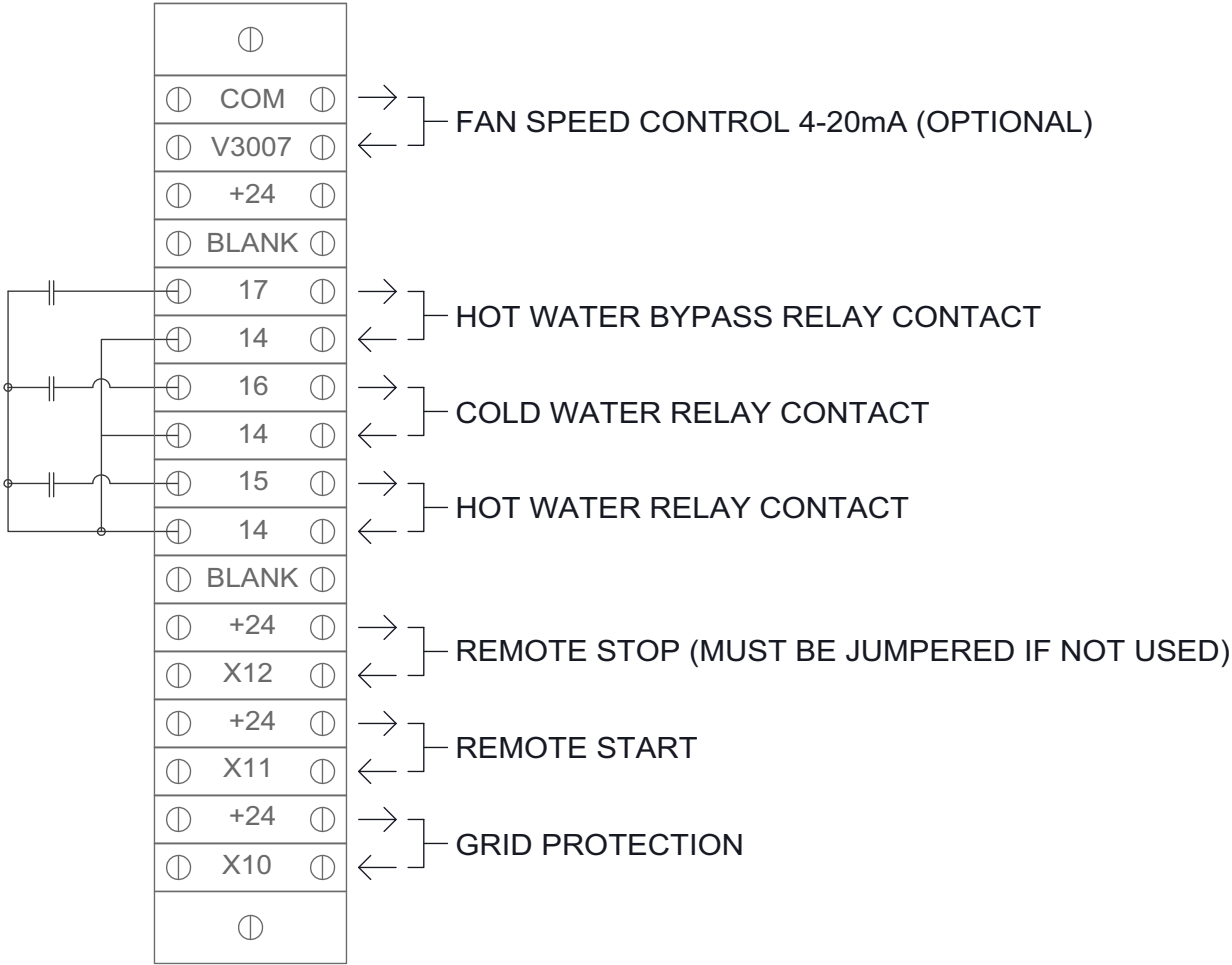 COM
V3007
FAN SPEED CONTROL 4-20mA (OPTIONAL)
+24
BLANK
17
14
HOT WATER BYPASS RELAY CONTACT
16
14
COLD WATER RELAY CONTACT
15
14
HOT WATER RELAY CONTACT
BLANK
+24
X12
REMOTE STOP (MUST BE JUMPERED IF NOT USED)
+24
X11
REMOTE START
+24
X10
GRID PROTECTION